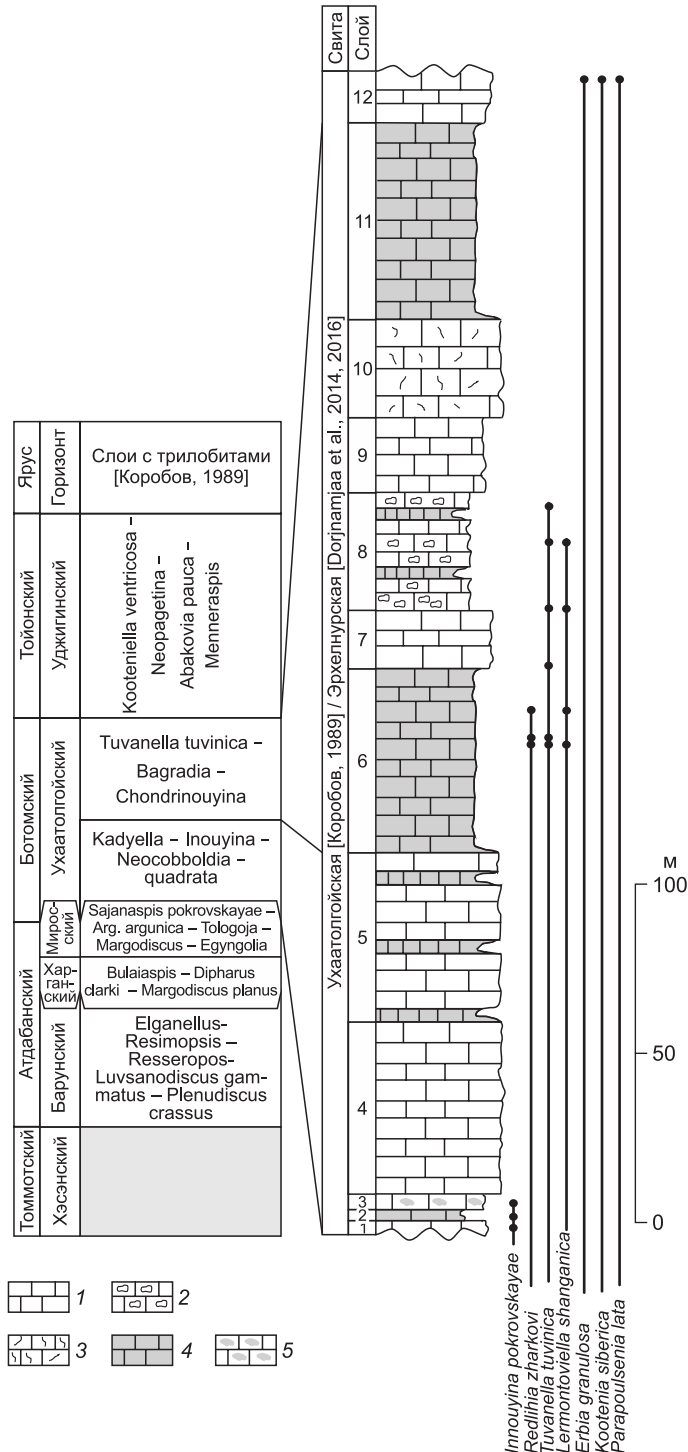 Свита
Слой
Ухаатолгойская [Коробов, 1989] / Эрхелнурская [Dorjnamjaa et al., 2014, 2016]
12
11
10
9
8
7
6
5
4
3
2
1
Ярус
Горизонт
Слои с трилобитами
[Коробов, 1989]
Тойонский
Уджигинский
Kooteniella ventricosa –
Neopagetina –
Abakovia pauca –
Menneraspis
Ботомский
Ухаатолгойский
Tuvanella tuvinica –
Bagradia –
Chondrinouyina
Kadyella – Inouyina –
Neocobboldia –
quadrata
Атдабанский
Мирос-
ский
Sajanaspis pokrovskayae –
Arg. argunica – Tologoja –
Margodiscus – Egyngolia
Хар-
ган-
ский
Bulaiaspis – Dipharus
clarki – Margodiscus planus
Барунский
Elganellus-
Resimopsis –
Resseropos-
Luvsanodiscus gam-
matus – Plenudiscus
crassus
Томмотский
Хэсэнский
м
100
50
0
Innouyina pokrovskayae
Redlihia zharkovi
Tuvanella tuvinica
Lermontoviella shanganica
Erbia granulosa
Kootenia siberica
Parapoulsenia lata
1
2
3
4
5